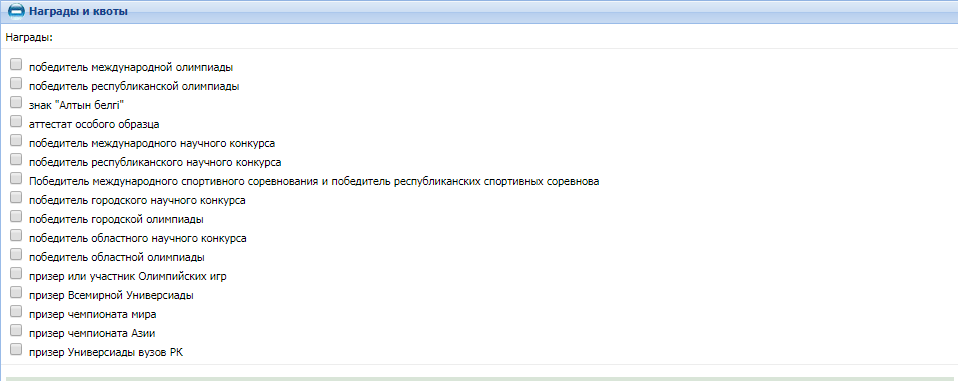 Награды и квоты
Награды:
победитель международной олимпиады
победитель республиканской олимпиады
знак "Алтын белгі"
аттестат особого образца
победитель международного научного конкурса
победитель республиканского научного конкурса
Победитель международного спортивного соревнования и победитель республиканских спортивных соревнова
победитель городского научного конкурса
победитель городской олимпиады
победитель областного научного конкурса
победитель областной олимпиады
призер или участник Олимпийских игр
призер Всемирной Универсиады
призер чемпионата мира
призер чемпионата Азии
призер Универсиады вузов РК